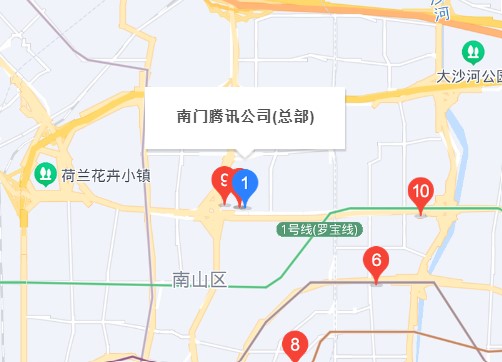 沙
河
大沙河公园
南门腾讯公司(总部)
荷兰花卉小镇
9
1
10
1号线(罗宝线)
6
南山区
8